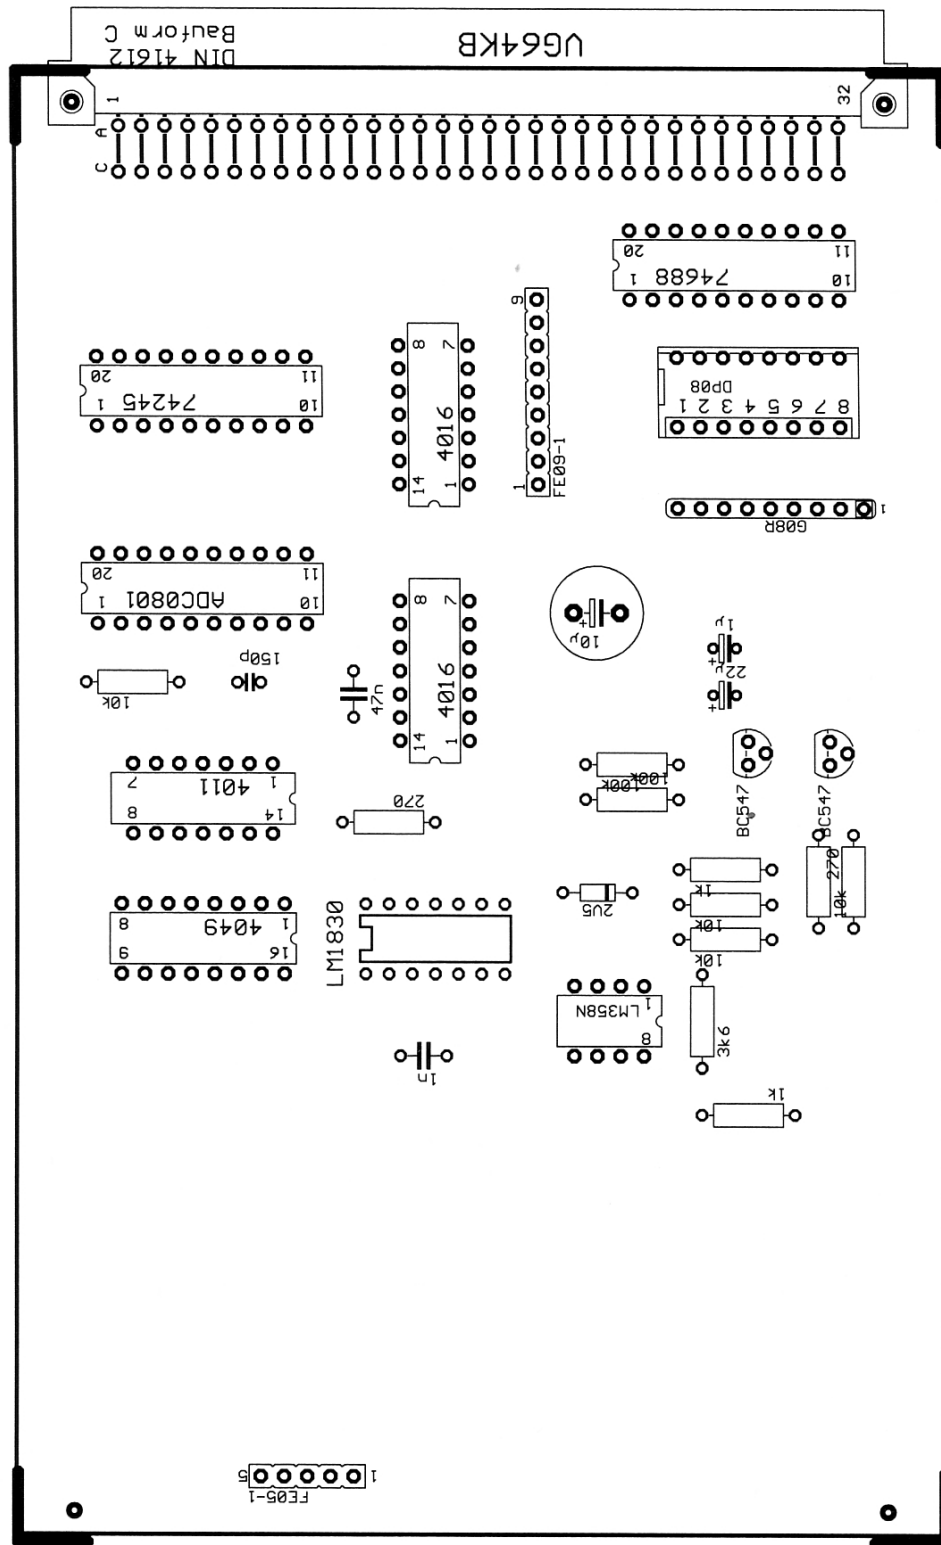 VG64KB
Bauform C
DIN 41612
1
32
A
C
20
11
74688
1
10
9
8
7
4016
14
1
20
11
74245
1
10
DP08
1 2 3 4 5 6 7 8
FE09-1
1
G08R
1
20
11
ADC0801
1
10
8
7
4016
14
1
10µ
+
1µ
+
22µ
+
150p
10k
47n
7
1
4011
8
14
270
100k
100k
BC547
BC547
8
1
4049
9
16
LM1830
2V5
1k
10k
10k
10k
270
LM358N
1
8
3k6
1n
1k
5
1
FE05-1